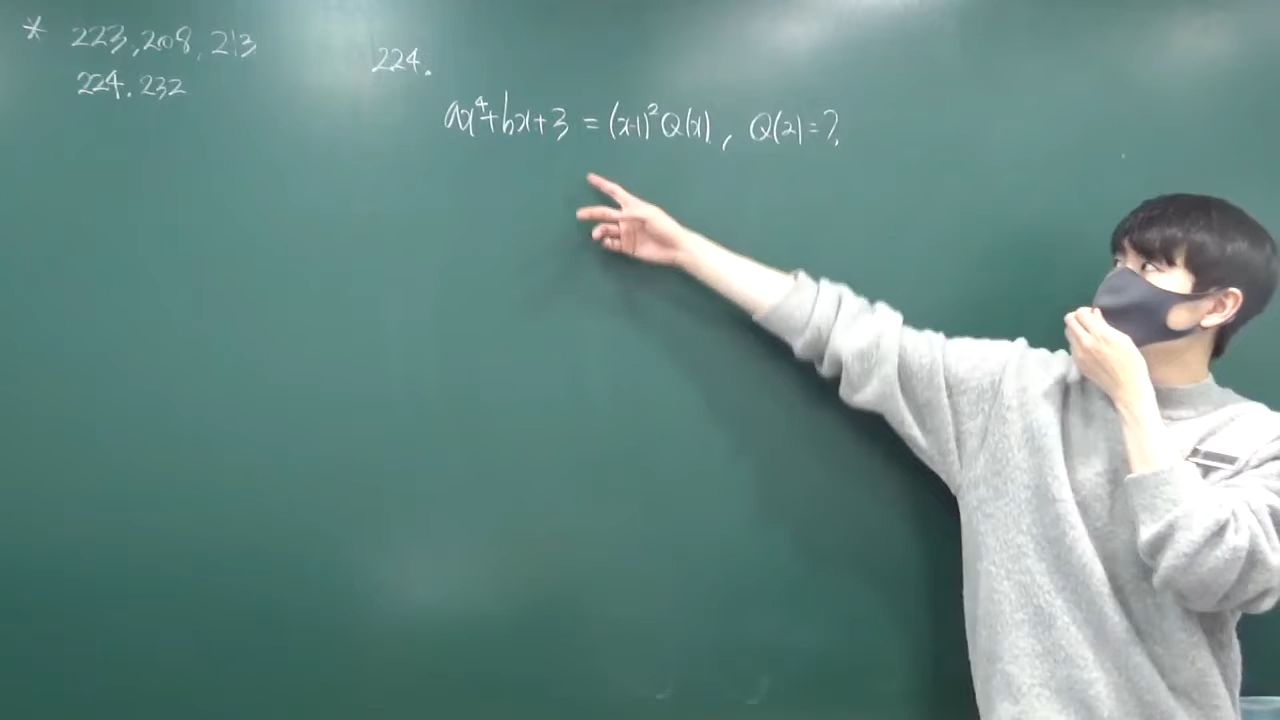 * 223, 208, 213
224. 232
224.
ax⁴+bx+3 = (x-1)²Q(x), Q(2)=?